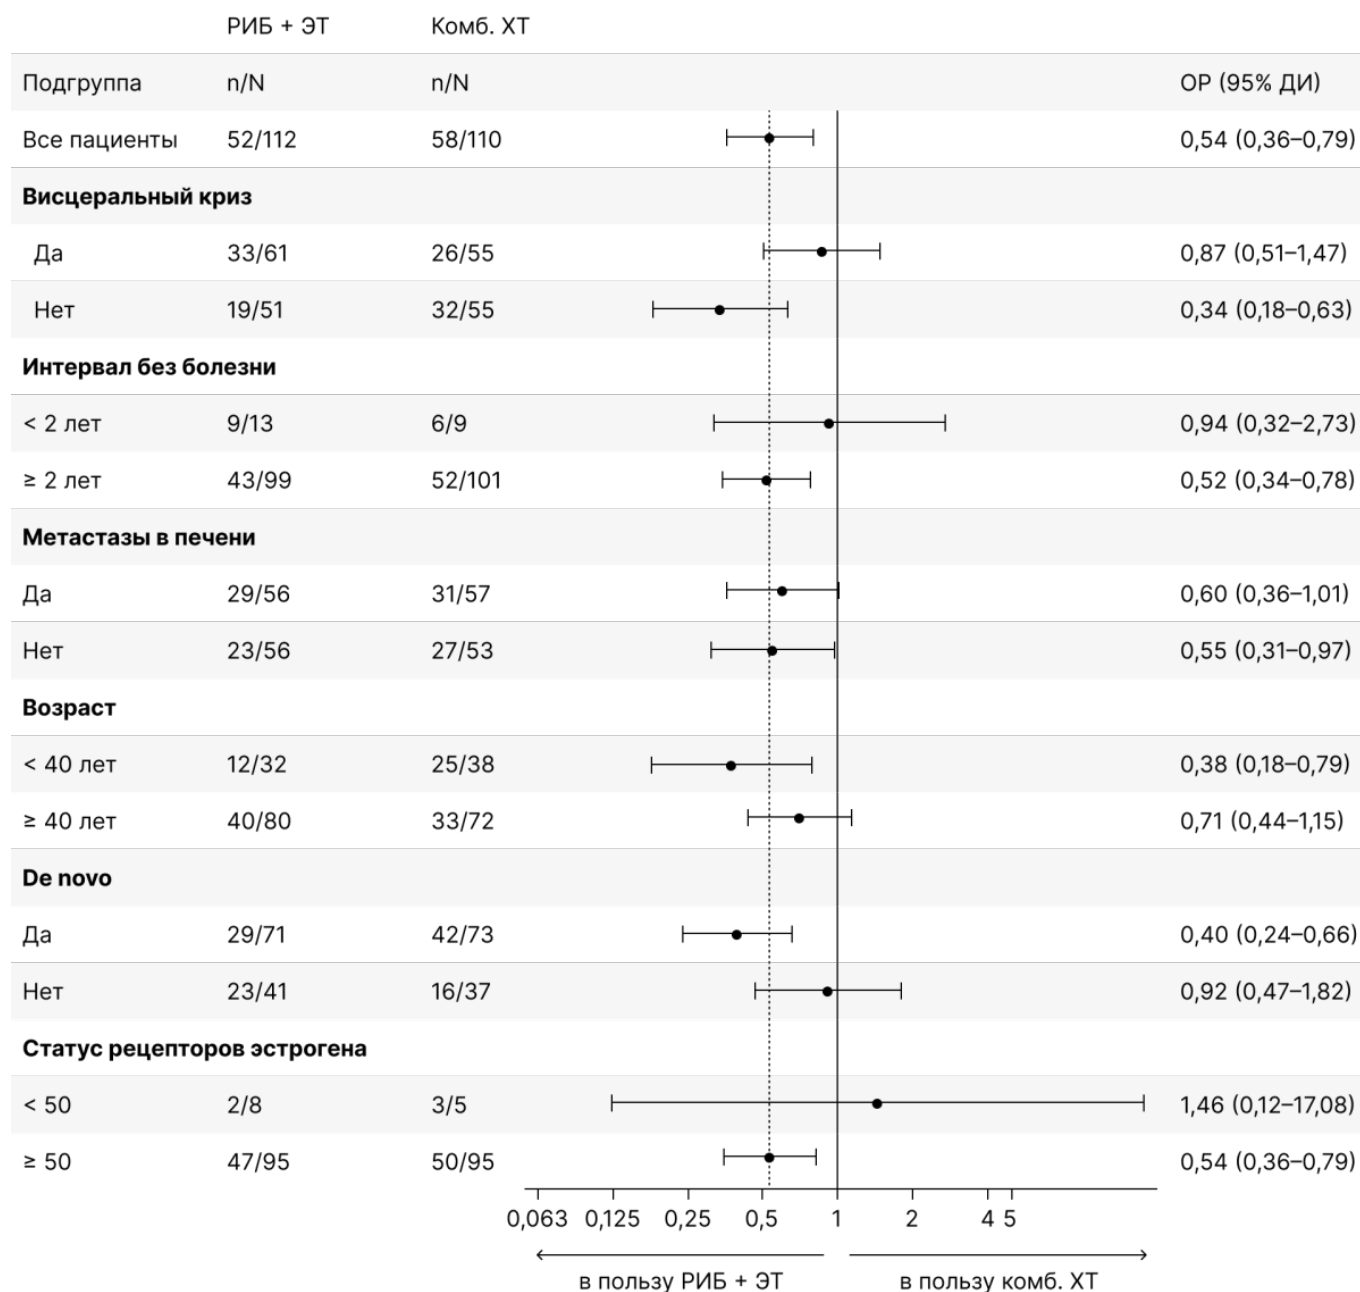 РИБ + ЭТ Комб. ХТ
Подгруппа n/N n/N ОР (95% ДИ)
Все пациенты 52/112 58/110 0,54 (0,36–0,79)
Висцеральный криз
Да 33/61 26/55 0,87 (0,51–1,47)
Нет 19/51 32/55 0,34 (0,18–0,63)
Интервал без болезни
< 2 лет 9/13 6/9 0,94 (0,32–2,73)
≥ 2 лет 43/99 52/101 0,52 (0,34–0,78)
Метастазы в печени
Да 29/56 31/57 0,60 (0,36–1,01)
Нет 23/56 27/53 0,55 (0,31–0,97)
Возраст
< 40 лет 12/32 25/38 0,38 (0,18–0,79)
≥ 40 лет 40/80 33/72 0,71 (0,44–1,15)
De novo
Да 29/71 42/73 0,40 (0,24–0,66)
Нет 23/41 16/37 0,92 (0,47–1,82)
Статус рецепторов эстрогена
< 50 2/8 3/5 1,46 (0,12–17,08)
≥ 50 47/95 50/95 0,54 (0,36–0,79)
0,063 0,125 0,25 0,5 1 2 4 5
в пользу РИБ + ЭТ в пользу комб. ХТ